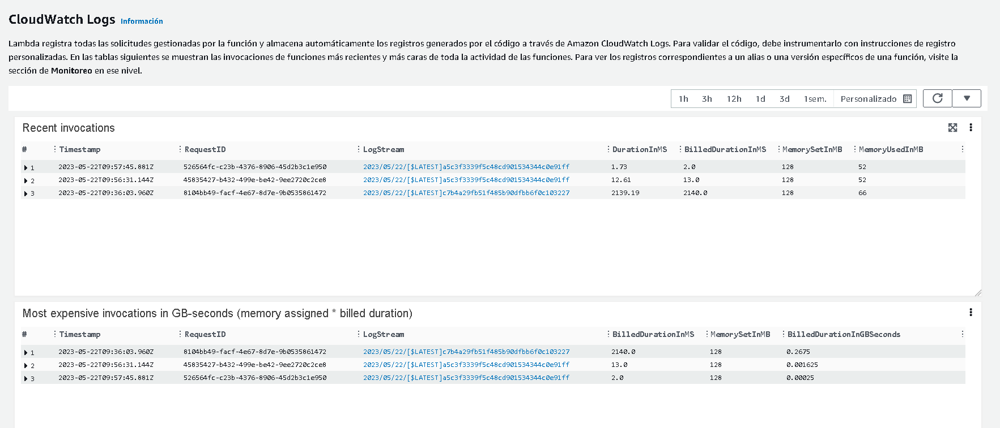 CloudWatch Logs Información
Lambda registra todas las solicitudes gestionadas por la función y almacena automáticamente los registros generados por el código a través de Amazon CloudWatch Logs. Para validar el código, debe instrumentarlo con instrucciones de registro
personalizadas. En las tablas siguientes se muestran las invocaciones de funciones más recientes y más caras de toda la actividad de las funciones. Para ver los registros correspondientes a un alias o una versión específicos de una función, visite la
sección de Monitoreo en ese nivel.
1h 3h 12h 1d 3d 1sem. Personalizado
Recent invocations
# Timestamp RequestID LogStream DurationInMS BilledDurationInMS MemorySetInMB MemoryUsedInMB
1 2023-05-22T09:57:45.881Z 526564fc-c23b-4376-8906-45d2b3c1e950 2023/05/22/[$LATEST]a5c3f3339f5c48cd901534344c0e91ff 1.73 2.0 128 52
2 2023-05-22T09:56:31.144Z 45835427-b432-499e-be42-9ee2720c2ce8 2023/05/22/[$LATEST]a5c3f3339f5c48cd901534344c0e91ff 12.61 13.0 128 52
3 2023-05-22T09:36:03.960Z 8104bb49-facf-4e67-8d7e-9b0535861472 2023/05/22/[$LATEST]c7b4a29fb51f485b90dfbb6f0c103227 2139.19 2140.0 128 66
Most expensive invocations in GB-seconds (memory assigned * billed duration)
# Timestamp RequestID LogStream BilledDurationInMS MemorySetInMB BilledDurationInGBSeconds
1 2023-05-22T09:36:03.960Z 8104bb49-facf-4e67-8d7e-9b0535861472 2023/05/22/[$LATEST]c7b4a29fb51f485b90dfbb6f0c103227 2140.0 128 0.2675
2 2023-05-22T09:56:31.144Z 45835427-b432-499e-be42-9ee2720c2ce8 2023/05/22/[$LATEST]a5c3f3339f5c48cd901534344c0e91ff 13.0 128 0.001625
3 2023-05-22T09:57:45.881Z 526564fc-c23b-4376-8906-45d2b3c1e950 2023/05/22/[$LATEST]a5c3f3339f5c48cd901534344c0e91ff 2.0 128 0.00025